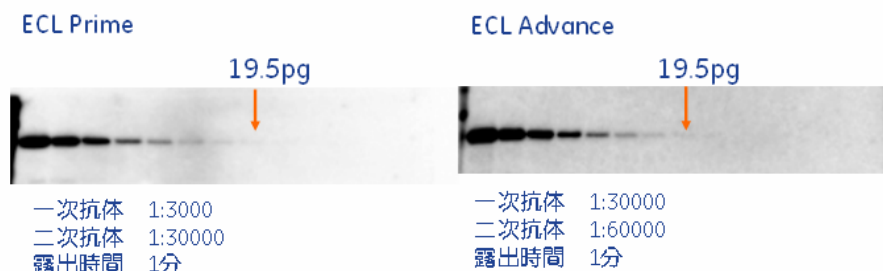 ECL Prime
19.5pg
一次抗体 1:3000
二次抗体 1:30000
露出時間 1分
ECL Advance
19.5pg
一次抗体 1:30000
二次抗体 1:60000
露出時間 1分